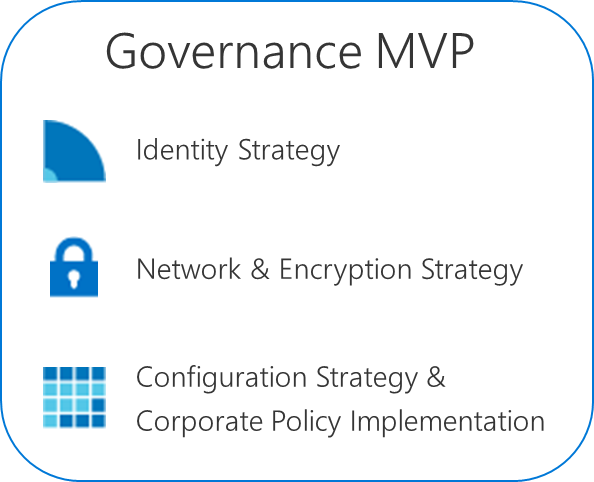 Governance MVP
Identity Strategy
Network & Encryption Strategy
Configuration Strategy &
Corporate Policy Implementation